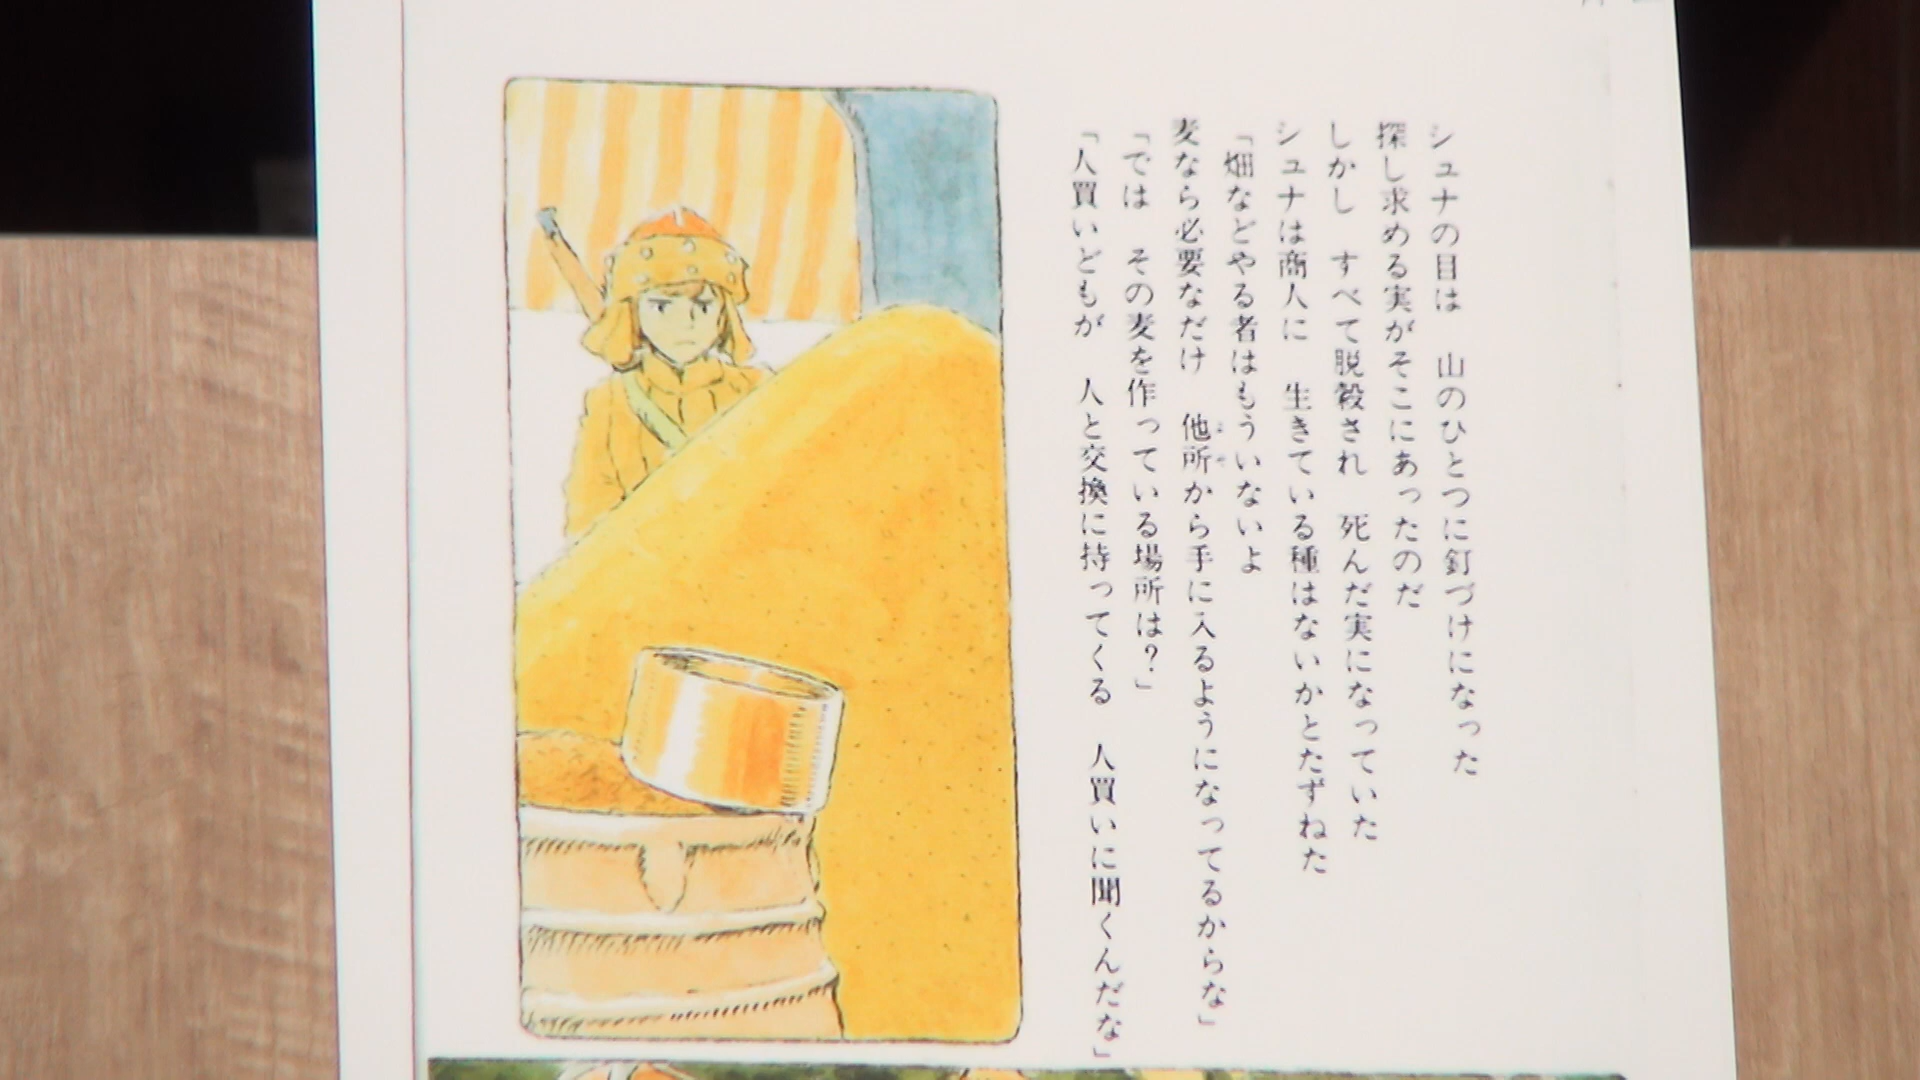 シュナの目は　山のひとつに釘づけになった
探し求める実がそこにあったのだ
しかし　すべて脱穀され　死んだ実になっていた
シュナは商人に　生きている種はないかとたずねた
「畑などやる者はもういないよ
麦なら必要なだけ　他所から手に入るようになってるからな」
「では　その麦を作っている場所は？」
「人買いどもが　人と交換に持ってくる　人買いに聞くんだな」